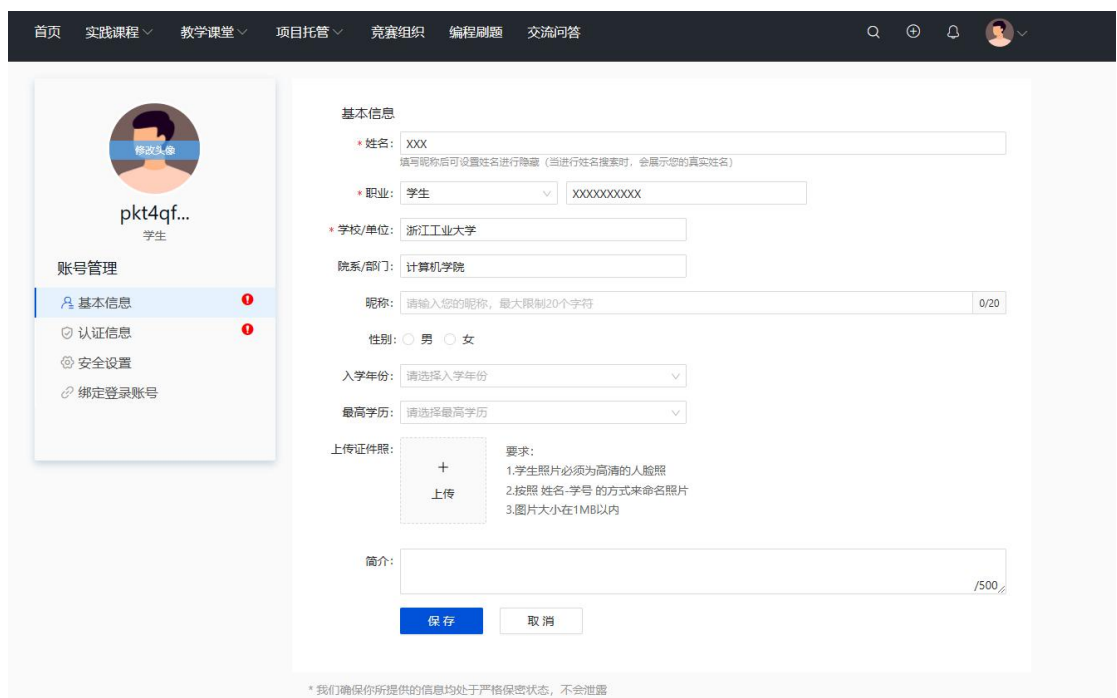 首页 实践课程 教学课堂 项目托管 竞赛组织 编程刷题 交流问答
修改头像
pkt4qf...
学生
账号管理
基本信息
认证信息
安全设置
绑定登录账号
基本信息
* 姓名: XXX
填写昵称后可设置姓名进行隐藏（当进行姓名搜索时，会展示您的真实姓名）
* 职业: 学生 XXXXXXXXXX
* 学校/单位: 浙江工业大学
院系/部门: 计算机学院
昵称: 请输入您的昵称，最大限制20个字符 0/20
性别: 男 女
入学年份: 请选择入学年份
最高学历: 请选择最高学历
上传证件照:
+
上传
要求:
1.学生照片必须为高清的人脸照
2.按照 姓名-学号 的方式来命名照片
3.图片大小在1MB以内
简介:
/500
保存 取消
* 我们确保你所提供的信息均处于严格保密状态，不会泄露